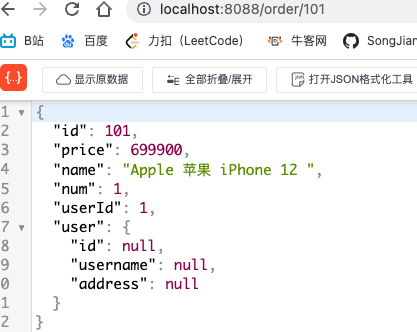 localhost:8088/order/101
B站 百度 力扣（LeetCode） 牛客网 SongJian
{..} 显示原数据 全部折叠/展开 打开JSON格式化工具
1 {
2 "id": 101,
3 "price": 699900,
4 "name": "Apple 苹果 iPhone 12 ",
5 "num": 1,
6 "userId": 1,
7 "user": {
8 "id": null,
9 "username": null,
0 "address": null
1 }
2 }